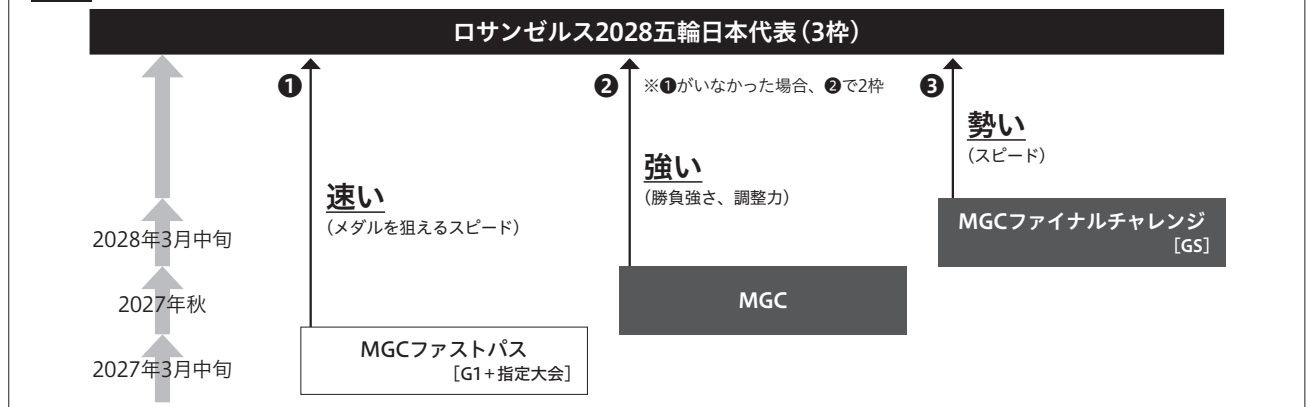 ロサンゼルス2028五輪日本代表（3枠）
❶
❷
※❶がいなかった場合、❷で2枠
❸
勢い
（スピード）
強い
（勝負強さ、調整力）
速い
（メダルを狙えるスピード）
MGCファイナルチャレンジ
［GS］
2028年3月中旬
MGC
2027年秋
MGCファストパス
［G1＋指定大会］
2027年3月中旬